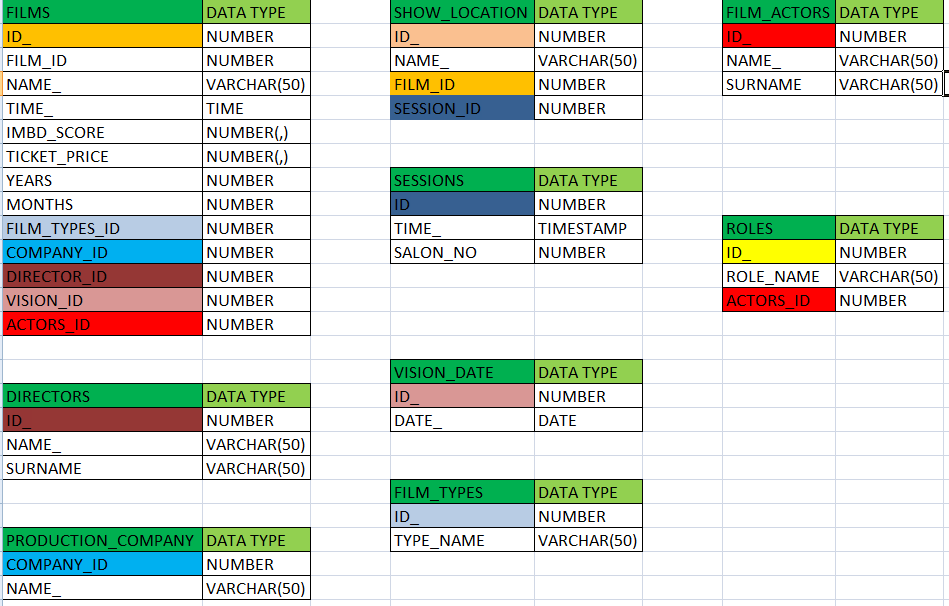 FILMS DATA TYPE
ID_ NUMBER
FILM_ID NUMBER
NAME_ VARCHAR(50)
TIME_ TIME
IMBD_SCORE NUMBER(,)
TICKET_PRICE NUMBER(,)
YEARS NUMBER
MONTHS NUMBER
FILM_TYPES_ID NUMBER
COMPANY_ID NUMBER
DIRECTOR_ID NUMBER
VISION_ID NUMBER
ACTORS_ID NUMBER
DIRECTORS DATA TYPE
ID_ NUMBER
NAME_ VARCHAR(50)
SURNAME VARCHAR(50)
PRODUCTION_COMPANY DATA TYPE
COMPANY_ID NUMBER
NAME_ VARCHAR(50)
SHOW_LOCATION DATA TYPE
ID_ NUMBER
NAME_ VARCHAR(50)
FILM_ID NUMBER
SESSION_ID NUMBER
SESSIONS DATA TYPE
ID NUMBER
TIME_ TIMESTAMP
SALON_NO NUMBER
VISION_DATE DATA TYPE
ID_ NUMBER
DATE_ DATE
FILM_TYPES DATA TYPE
ID_ NUMBER
TYPE_NAME VARCHAR(50)
FILM_ACTORS DATA TYPE
ID_ NUMBER
NAME_ VARCHAR(50)
SURNAME VARCHAR(50)
ROLES DATA TYPE
ID_ NUMBER
ROLE_NAME VARCHAR(50)
ACTORS_ID NUMBER